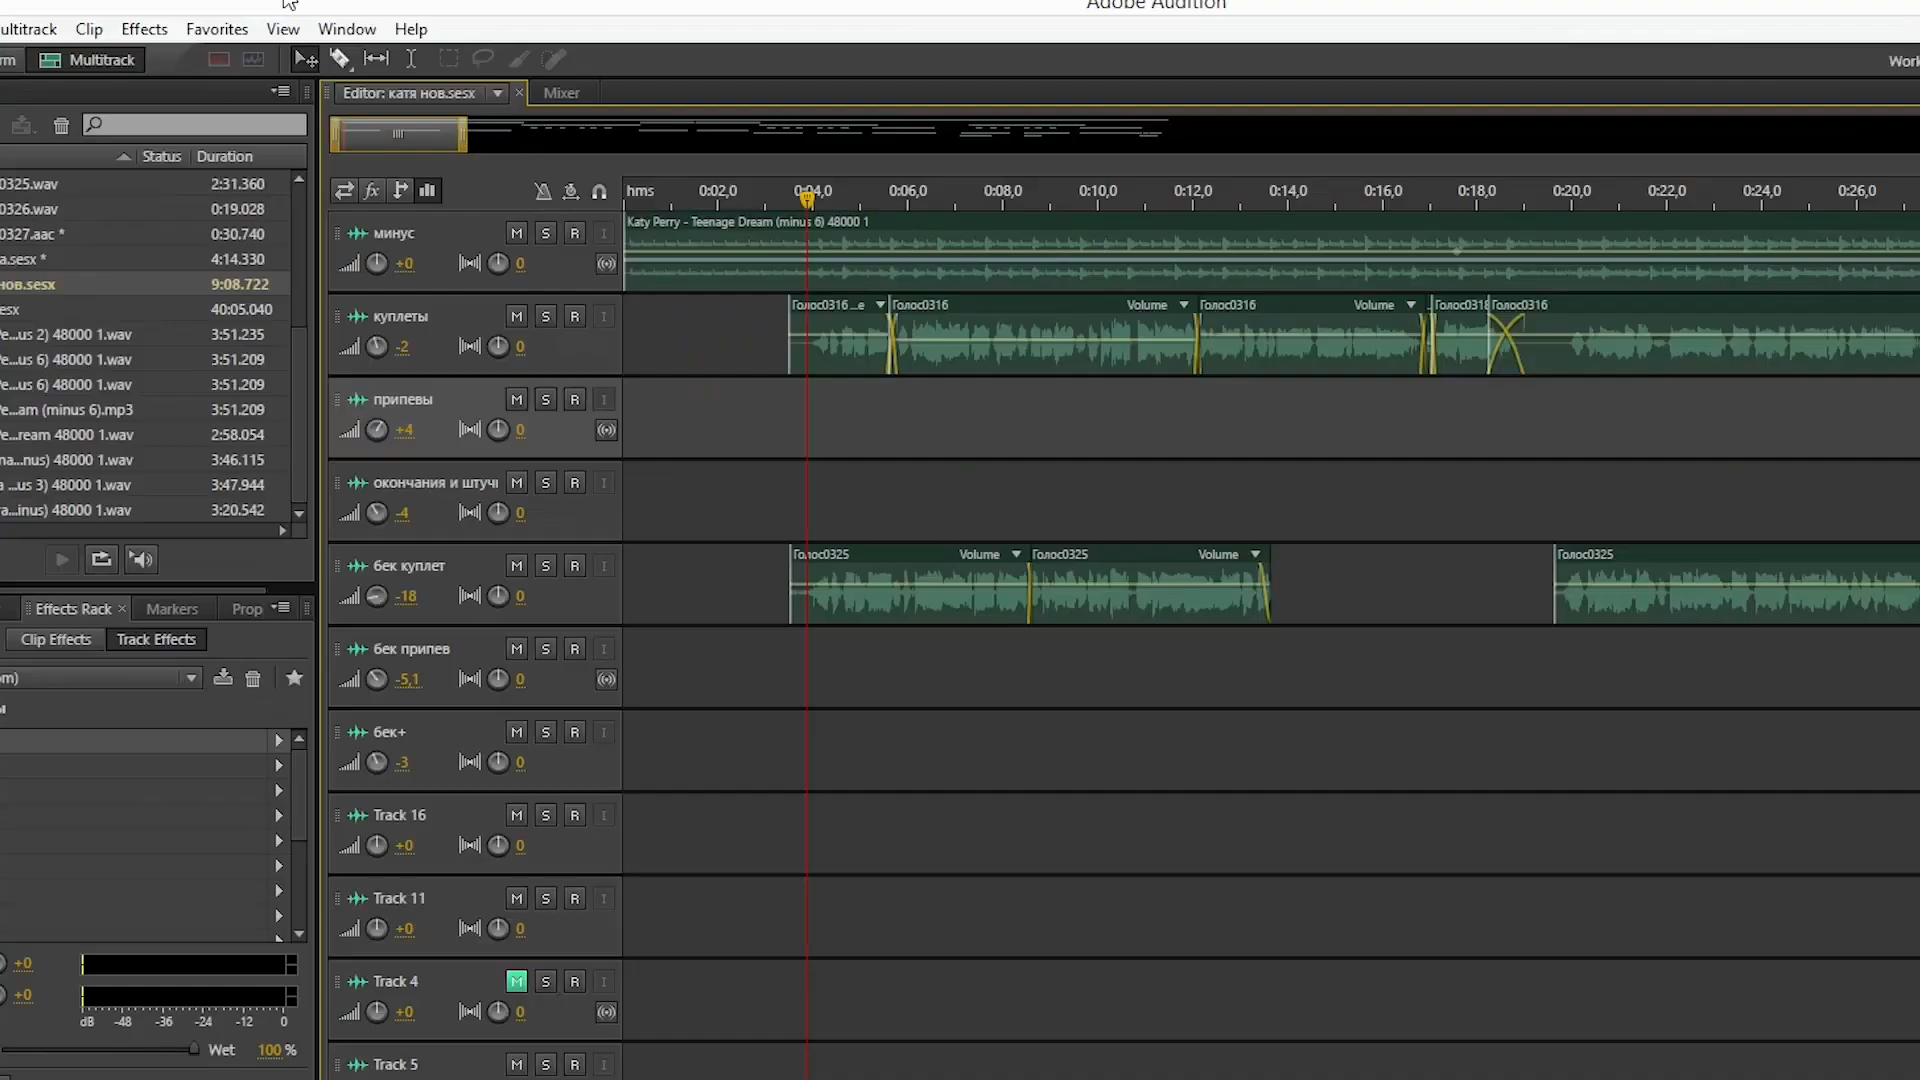 Adobe Audition
ultitrack Clip Effects Favorites View Window Help
rm Multitrack Work
Editor: катя нов.sesx Mixer
Status Duration
0325.wav 2:31.360
0326.wav 0:19.028
0327.aac * 0:30.740
a.sesx * 4:14.330
нов.sesx 9:08.722
esx 40:05.040
Pe...us 2) 48000 1.wav 3:51.235
Pe...us 6) 48000 1.wav 3:51.209
Pe...us 6) 48000 1.wav 3:51.209
Pe...am (minus 6).mp3 3:51.209
Pe...ream 48000 1.wav 2:58.054
na...nus) 48000 1.wav 3:46.115
a ...us 3) 48000 1.wav 3:47.944
ra...inus) 48000 1.wav 3:20.542
Effects Rack × Markers Prop
Clip Effects Track Effects
om)
ы
+0
+0
dB -48 -36 -24 -12 0
Wet 100 %
fx hms 0:02,0 0:04,0 0:06,0 0:08,0 0:10,0 0:12,0 0:14,0 0:16,0 0:18,0 0:20,0 0:22,0 0:24,0 0:26,0
минус M S R I
+0 0
Katy Perry - Teenage Dream (minus 6) 48000 1
куплеты M S R I
-2 0
Голос0316...e Голос0316 Volume Голос0316 Volume Голос0316 Голос0316
припевы M S R I
+4 0
окончания и штучк M S R I
-4 0
бек куплет M S R I
-18 0
Голос0325 Volume Голос0325 Volume Голос0325
бек припев M S R I
-5,1 0
бек+ M S R I
-3 0
Track 16 M S R I
+0 0
Track 11 M S R I
+0 0
Track 4 M S R I
+0 0
Track 5 M S R I